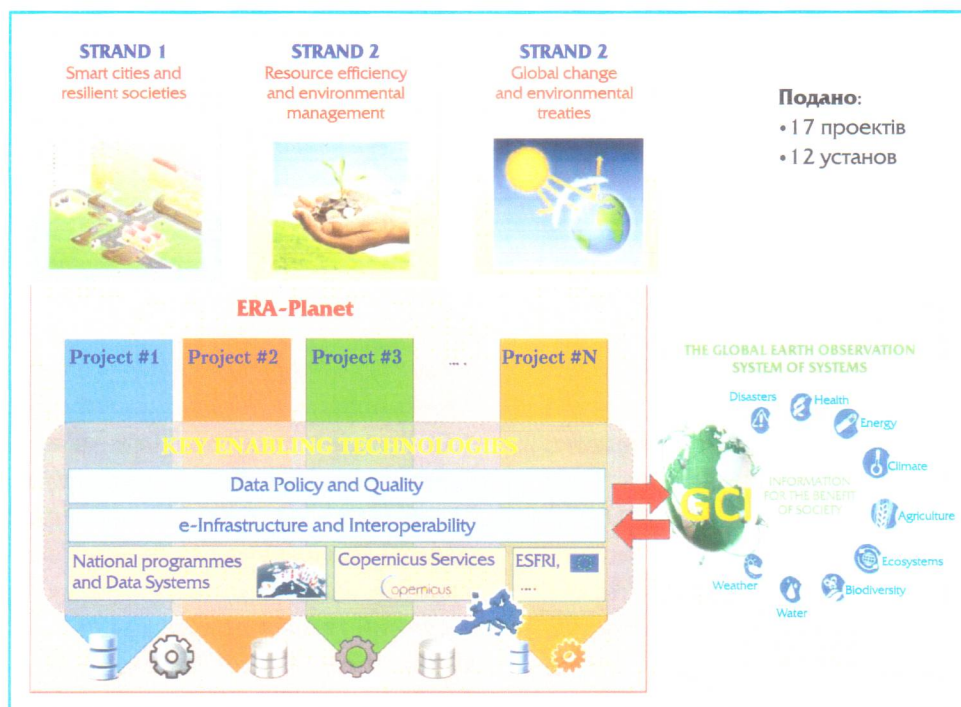 STRAND 1
Smart cities and
resilient societies
STRAND 2
Resource efficiency
and environmental
management
STRAND 2
Global change
and environmental
treaties
Подано:
• 17 проектів
• 12 установ
ERA-Planet
Project #1
Project #2
Project #3
....
Project #N
KEY ENABLING TECHNOLOGIES
Data Policy and Quality
e-Infrastructure and Interoperability
National programmes
and Data Systems
Copernicus Services
opernicus
ESFRI,
....
THE GLOBAL EARTH OBSERVATION
SYSTEM OF SYSTEMS
Disasters
Health
Energy
Climate
Agriculture
Ecosystems
Biodiversity
Water
Weather
GCI
INFORMATION
FOR THE BENEFIT
OF SOCIETY